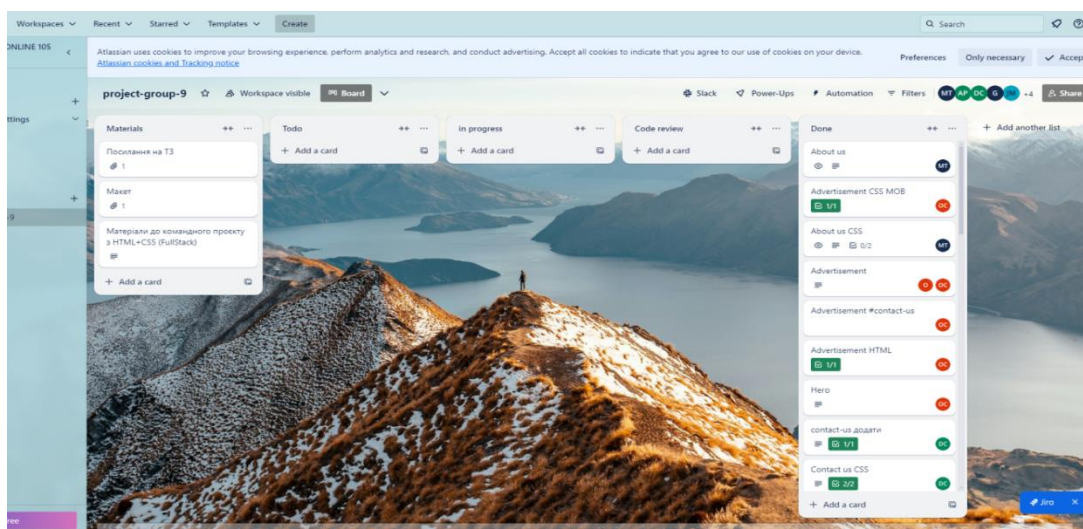 Workspaces
Recent
Starred
Templates
Create
Search
ONLINE 105
Atlassian uses cookies to improve your browsing experience, perform analytics and research, and conduct advertising. Accept all cookies to indicate that you agree to our use of cookies on your device.
Atlassian cookies and Tracking notice
Preferences
Only necessary
Accep
project-group-9
Workspace visible
Board
Slack
Power-Ups
Automation
Filters
MT
AP
DC
G
+4
Share
ttings
-9
ree
Materials
Посилання на ТЗ
1
Макет
1
Матеріали до командного проєкту
з HTML+CSS (FullStack)
+ Add a card
Todo
+ Add a card
in progress
+ Add a card
Code review
+ Add a card
Done
About us
MT
Advertisement CSS MOB
1/1
OC
About us CSS
0/2
MT
Advertisement
O
OC
Advertisement #contact-us
OC
Advertisement HTML
1/1
OC
Hero
OC
contact-us додати
1/1
DC
Contact us CSS
2/2
DC
+ Add a card
+ Add another list
Jira